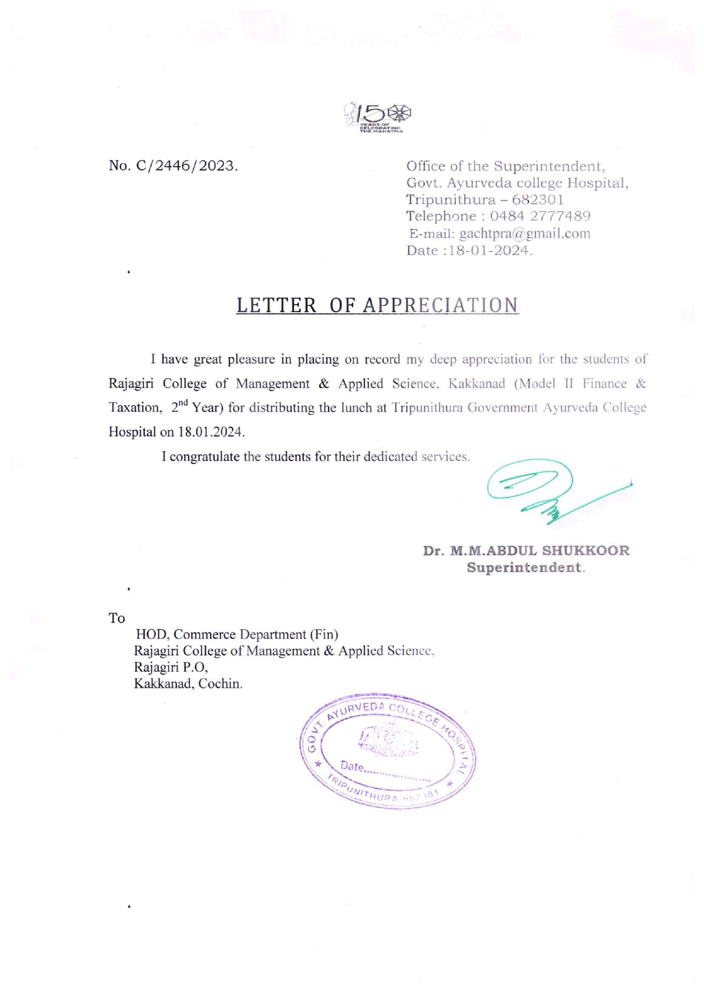 150
YEARS OF
CELEBRATING
THE MAHATMA
No. C/2446/2023.
Office of the Superintendent,
Govt. Ayurveda college Hospital,
Tripunithura – 682301
Telephone : 0484 2777489
E-mail: gachtpra@gmail.com
Date :18-01-2024.
LETTER OF APPRECIATION
I have great pleasure in placing on record my deep appreciation for the students of
Rajagiri College of Management & Applied Science, Kakkanad (Model II Finance &
Taxation, 2nd Year) for distributing the lunch at Tripunithura Government Ayurveda College
Hospital on 18.01.2024.
I congratulate the students for their dedicated services.
Dr. M.M.ABDUL SHUKKOOR
Superintendent.
To
HOD, Commerce Department (Fin)
Rajagiri College of Management & Applied Science,
Rajagiri P.O,
Kakkanad, Cochin.
GOVT. AYURVEDA COLLEGE HOSPITAL
Date....................
TRIPUNITHURA